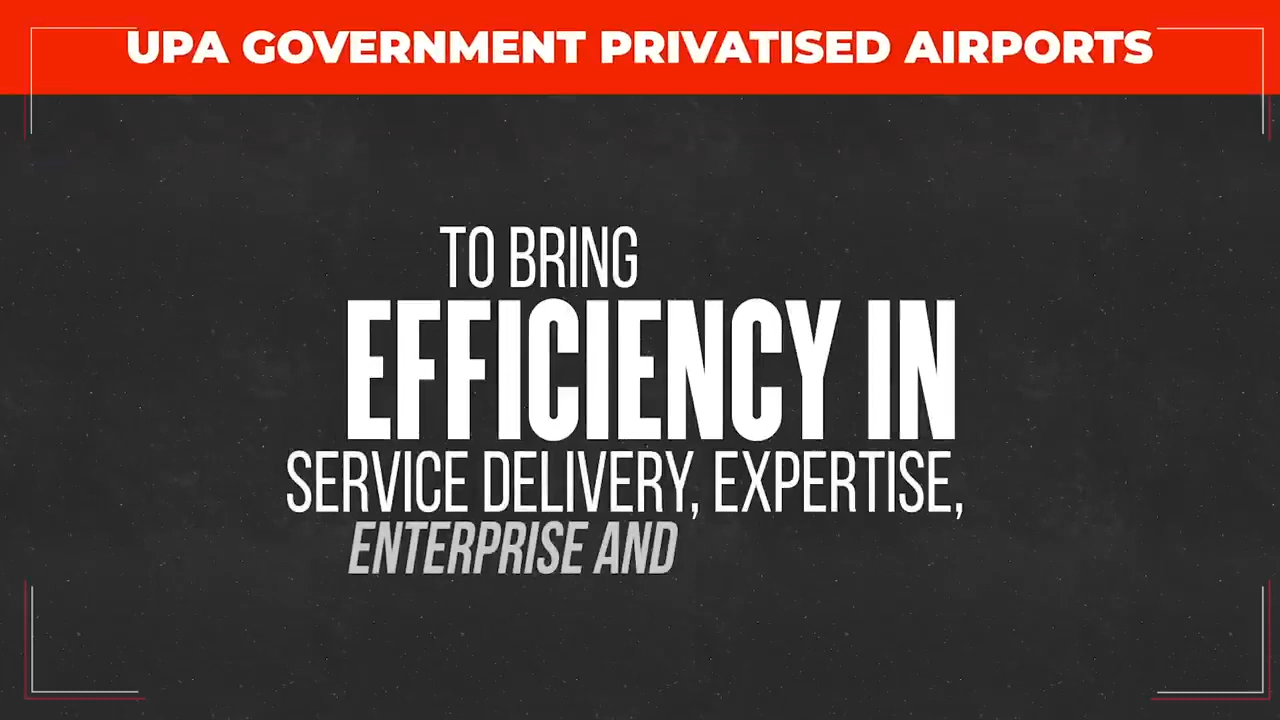 UPA GOVERNMENT PRIVATISED AIRPORTS
TO BRING
EFFICIENCY IN
SERVICE DELIVERY, EXPERTISE,
ENTERPRISE AND